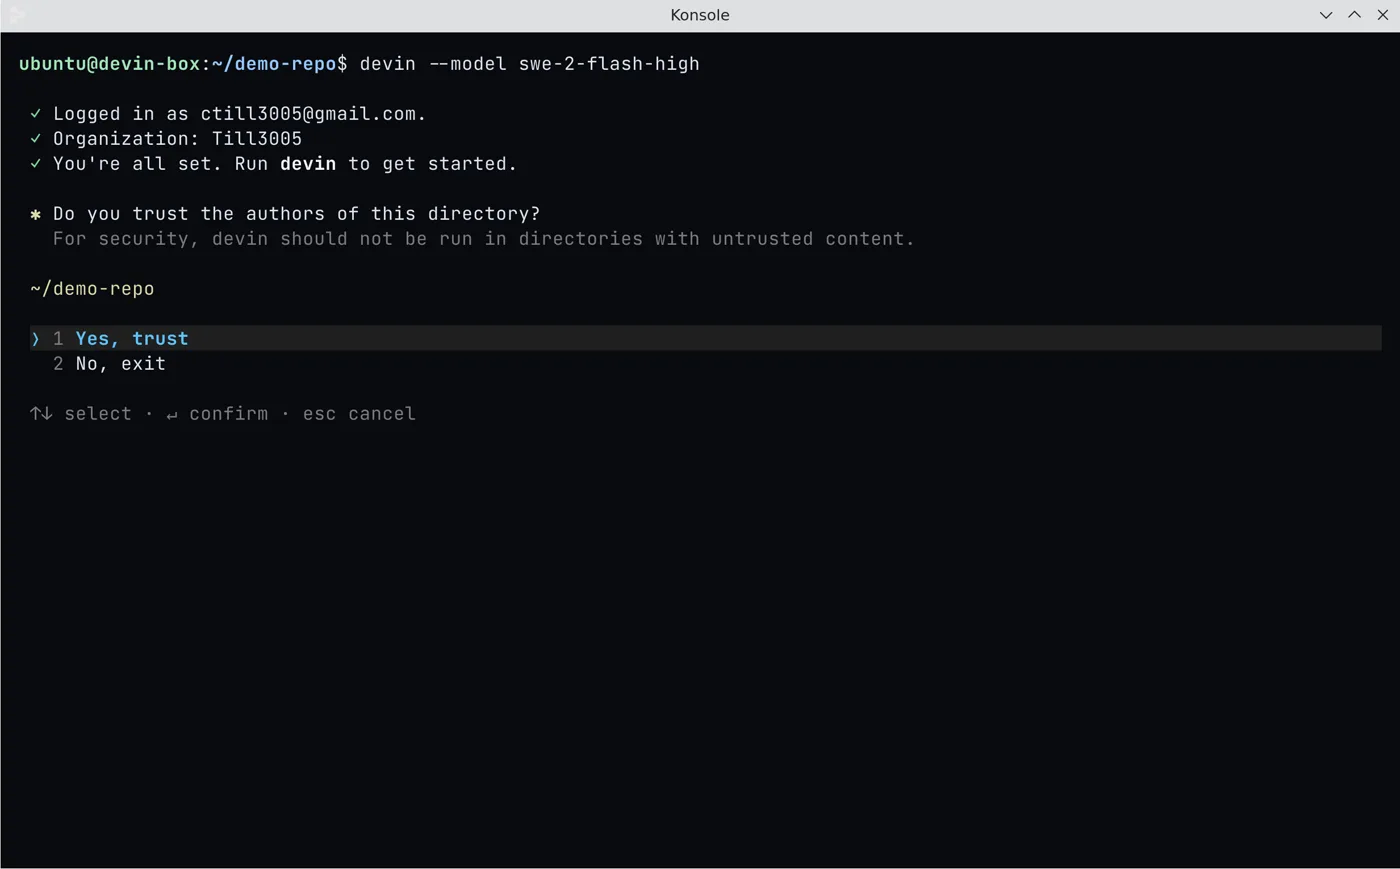 Konsole
ubuntu@devin-box:~/demo-repo$ devin --model swe-2-flash-high
✓ Logged in as ctill3005@gmail.com.
✓ Organization: Till3005
✓ You're all set. Run devin to get started.
✱ Do you trust the authors of this directory?
For security, devin should not be run in directories with untrusted content.
~/demo-repo
❯ 1 Yes, trust
2 No, exit
↑↓ select · ↵ confirm · esc cancel